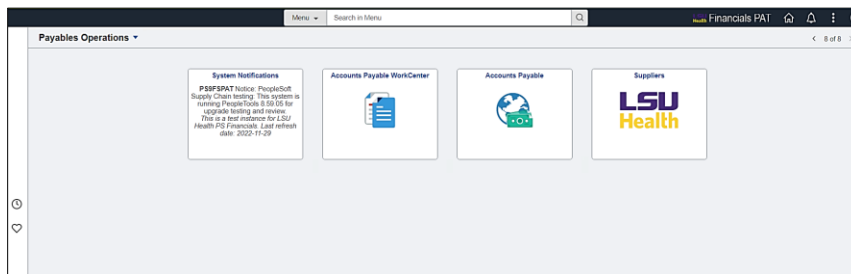 Menu
Search in Menu
LSU Health Financials PAT
Payables Operations
8 of 8
System Notifications
PS9FSPAT Notice: PeopleSoft
Supply Chain testing: This system is
running PeopleTools 8.59.05 for
upgrade testing and review.
This is a test instance for LSU
Health PS Financials. Last refresh
date: 2022-11-29
Accounts Payable WorkCenter
Accounts Payable
Suppliers
LSU
Health